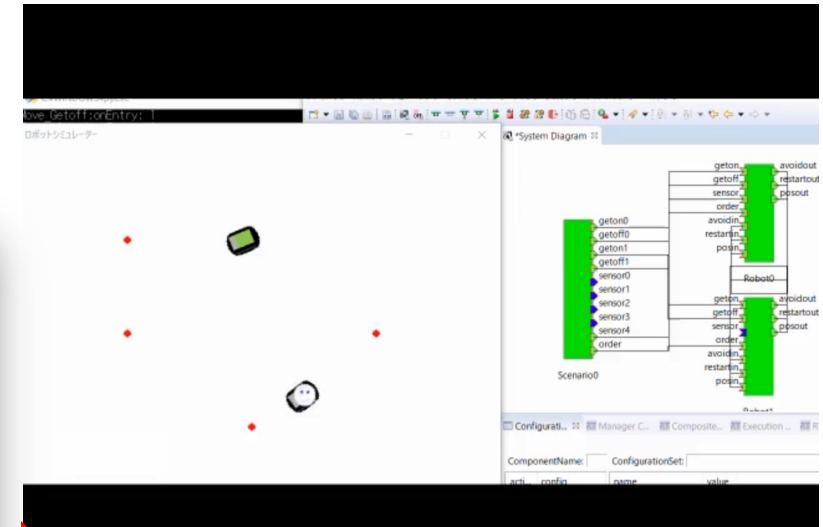 Move_Getoff:onEntry: 1
ロボットシミュレーター
*System Diagram
geton
getoff
sensor
order
avoidin
restartin
posin
avoidout
restartout
posout
Robot0
geton0
getoff0
geton1
getoff1
sensor0
sensor1
sensor2
sensor3
sensor4
order
Scenario0
geton
getoff
sensor
order
avoidin
restartin
posin
avoidout
restartout
posout
Configurati...
Manager C...
Composite...
Execution ...
ComponentName:
ConfigurationSet:
acti... config
name
value